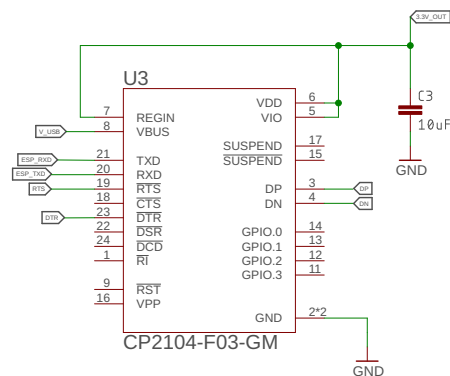 3.3V_OUT
U3
C3
10uF
GND
7 REGIN
8 VBUS
V_USB
VDD 6
VIO 5
SUSPEND 17
SUSPEND 15
ESP_RXD 21 TXD
ESP_TXD 20 RXD
RTS 19 RTS
18 CTS
DTR 23 DTR
22 DSR
24 DCD
1 RI
9 RST
16 VPP
DP 3 DP
DN 4 DN
GPIO.0 14
GPIO.1 13
GPIO.2 12
GPIO.3 11
GND 2*2
CP2104-F03-GM
GND